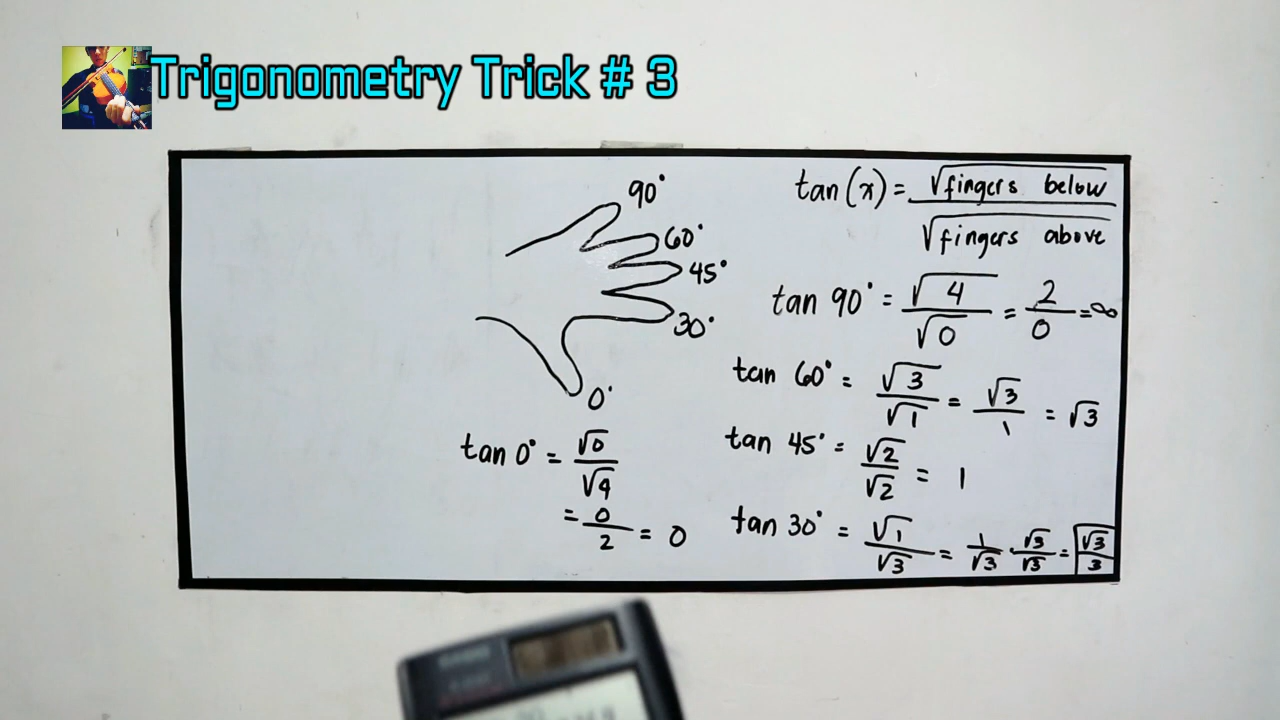 Trigonometry Trick # 3
90°
60°
45°
30°
0°
tan(x) = √fingers below / √fingers above
tan 90° = √4 / √0 = 2 / 0 = ∞
tan 60° = √3 / √1 = √3 / 1 = √3
tan 45° = √2 / √2 = 1
tan 30° = √1 / √3 = 1 / √3 · √3 / √3 = √3 / 3
tan 0° = √0 / √4
= 0 / 2 = 0